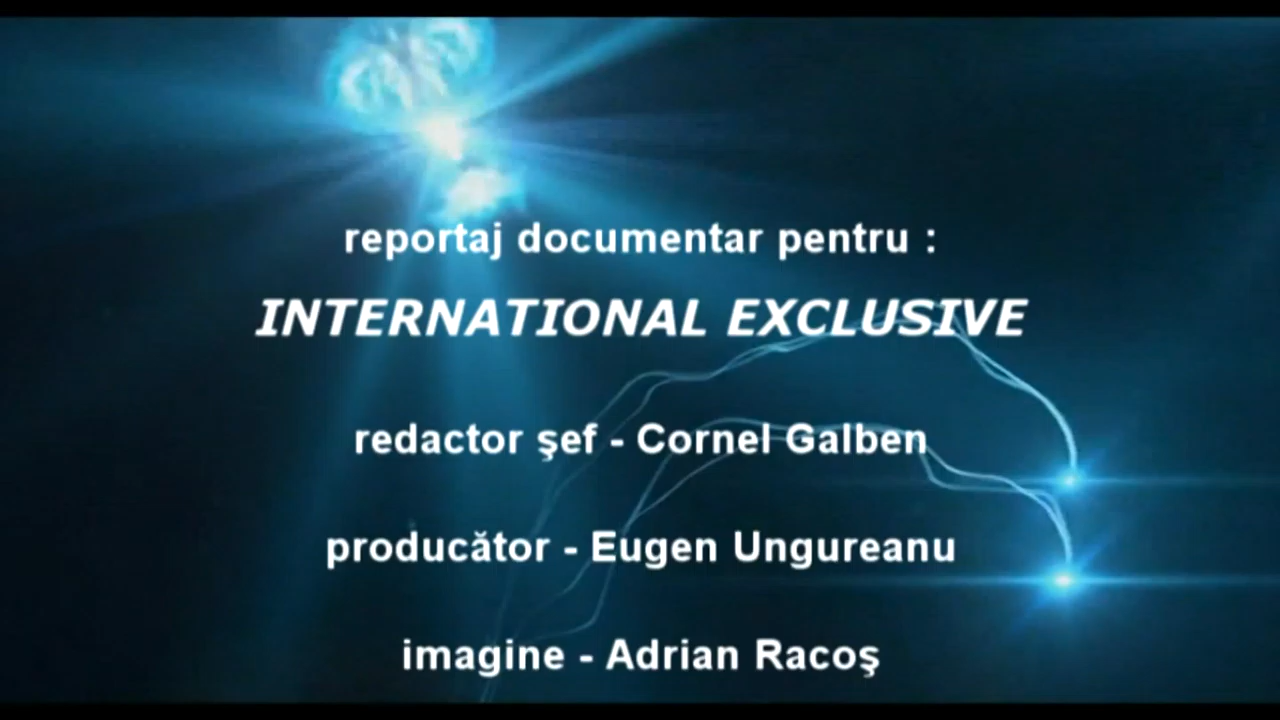 reportaj documentar pentru :
INTERNATIONAL EXCLUSIVE
redactor şef - Cornel Galben
producător - Eugen Ungureanu
imagine - Adrian Racoş